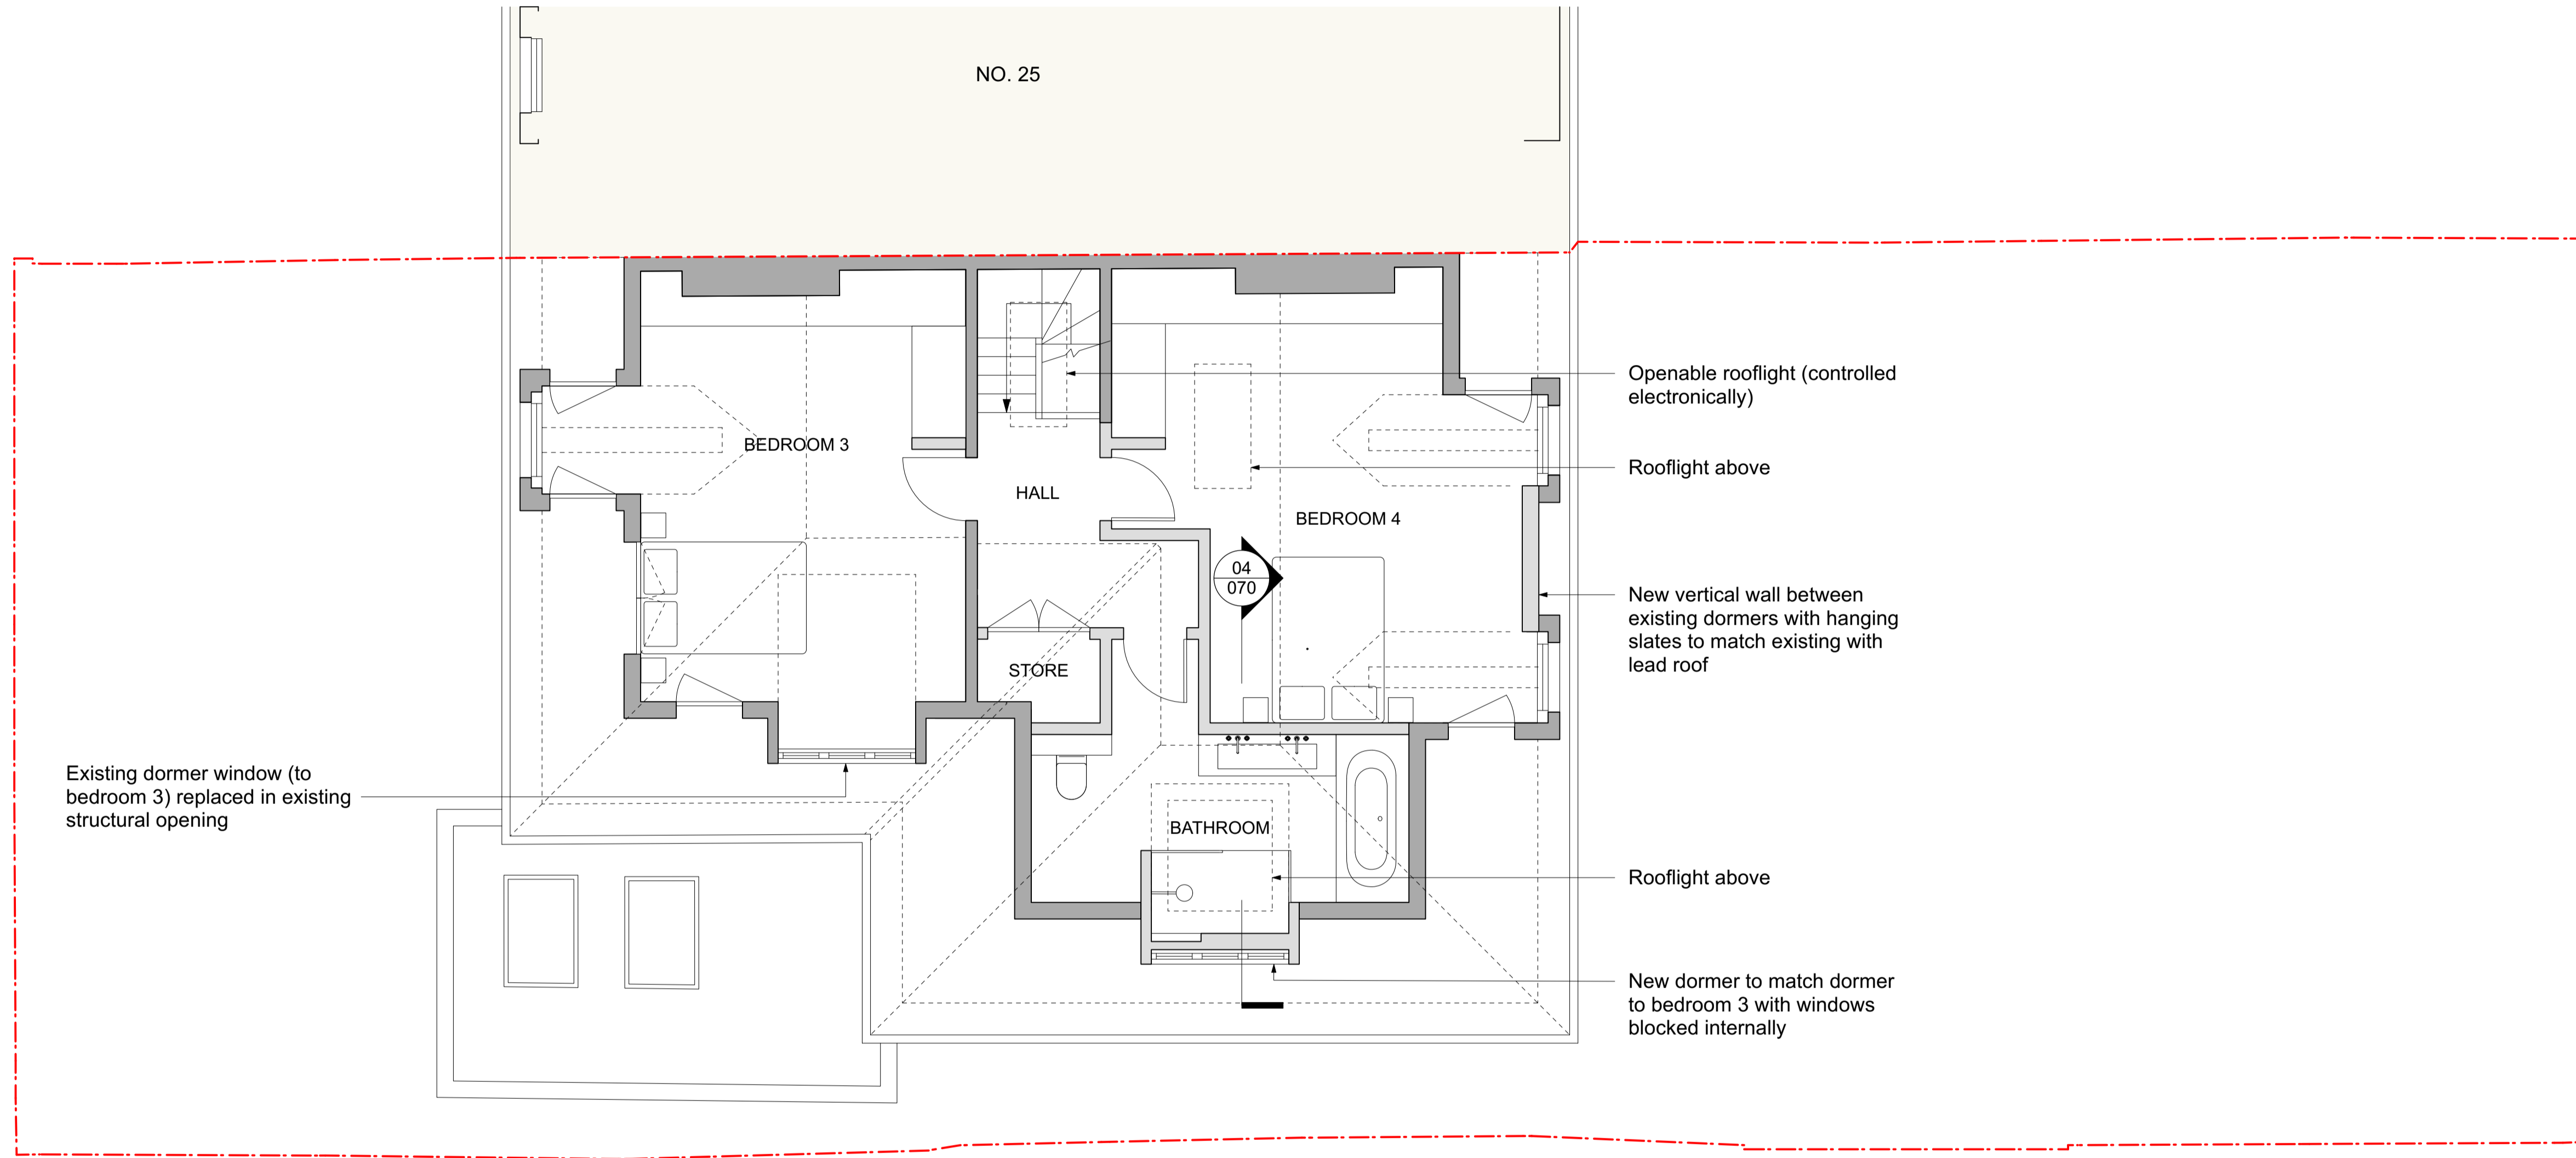 NO. 25
Openable rooflight (controlled
electronically)
BEDROOM 3
Rooflight above
HALL
BEDROOM 4
04
070
New vertical wall between
existing dormers with hanging
slates to match existing with
lead roof
STORE
Existing dormer window (to
bedroom 3) replaced in existing
structural opening
BATHROOM
Rooflight above
New dormer to match dormer
to bedroom 3 with windows
blocked internally